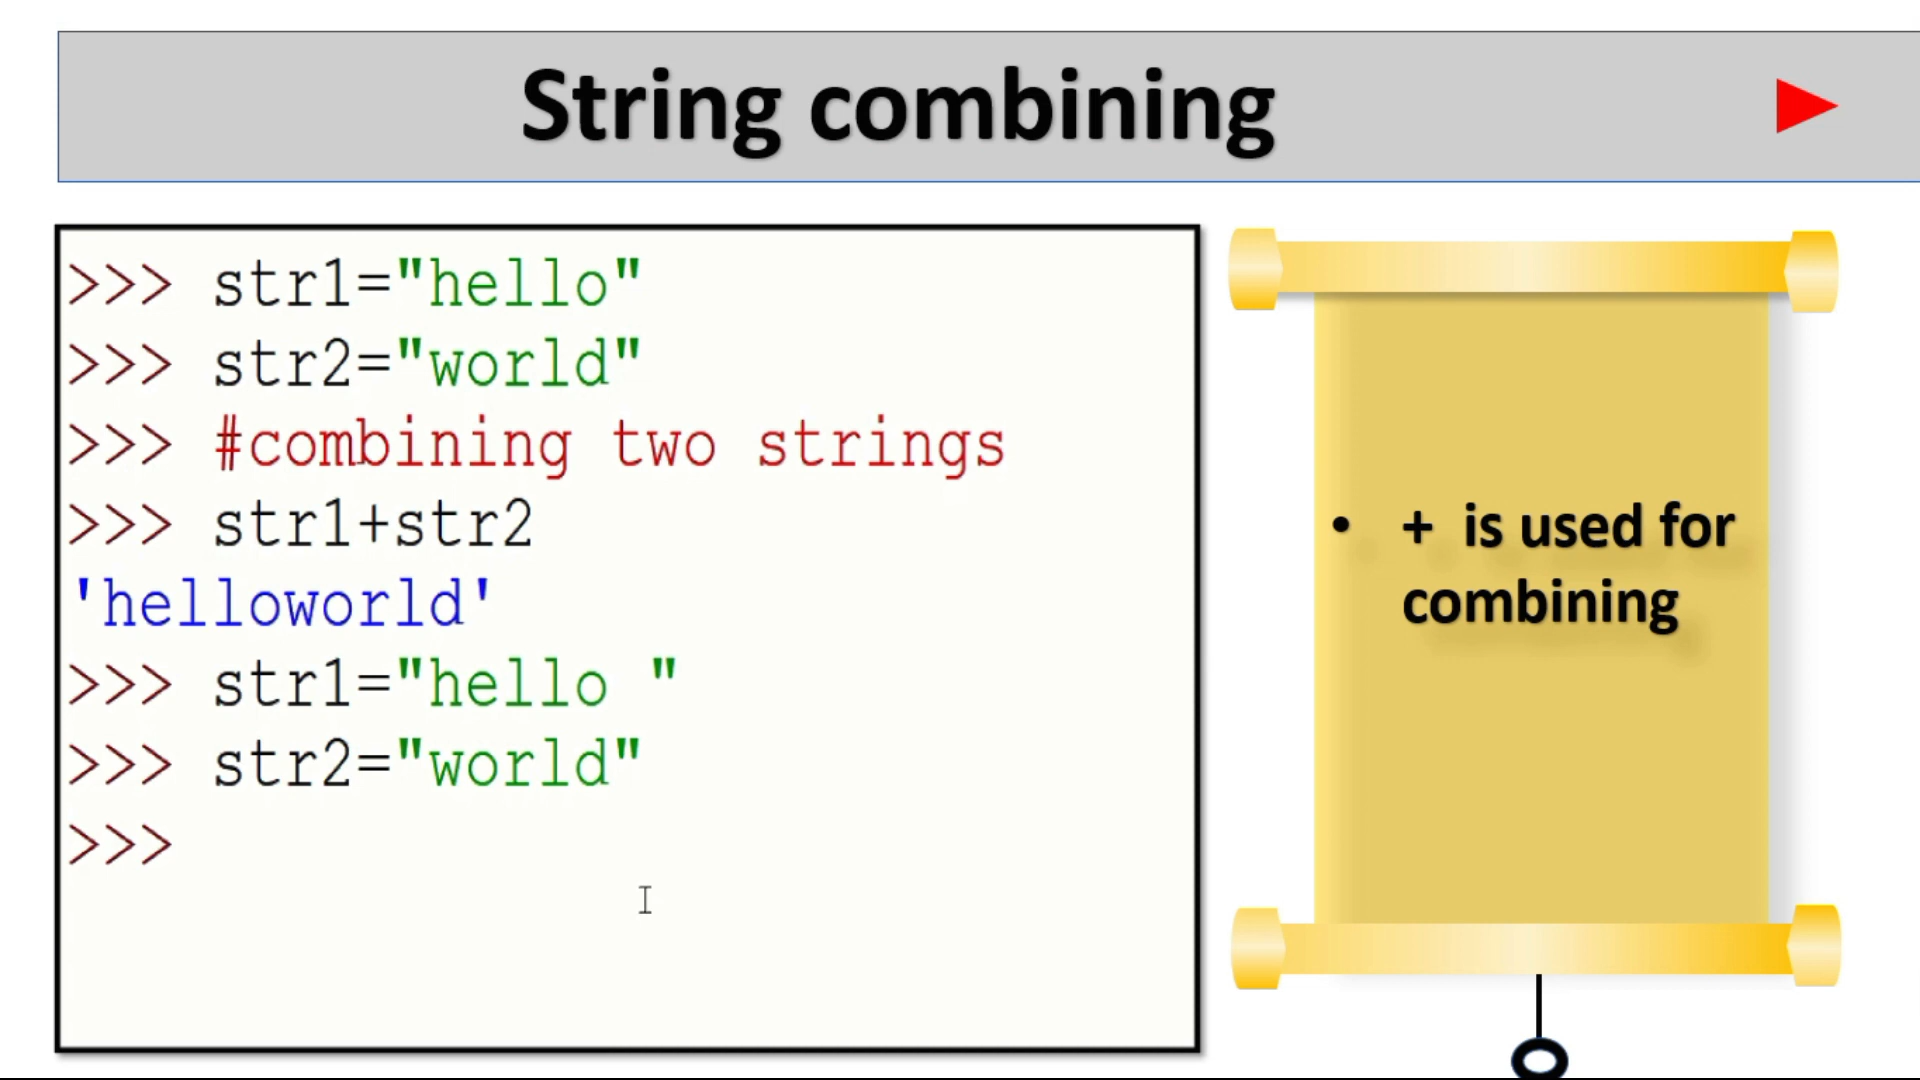 String combining
>>> str1="hello"
>>> str2="world"
>>> #combining two strings
>>> str1+str2
'helloworld'
>>> str1="hello "
>>> str2="world"
>>>
• + is used for
combining